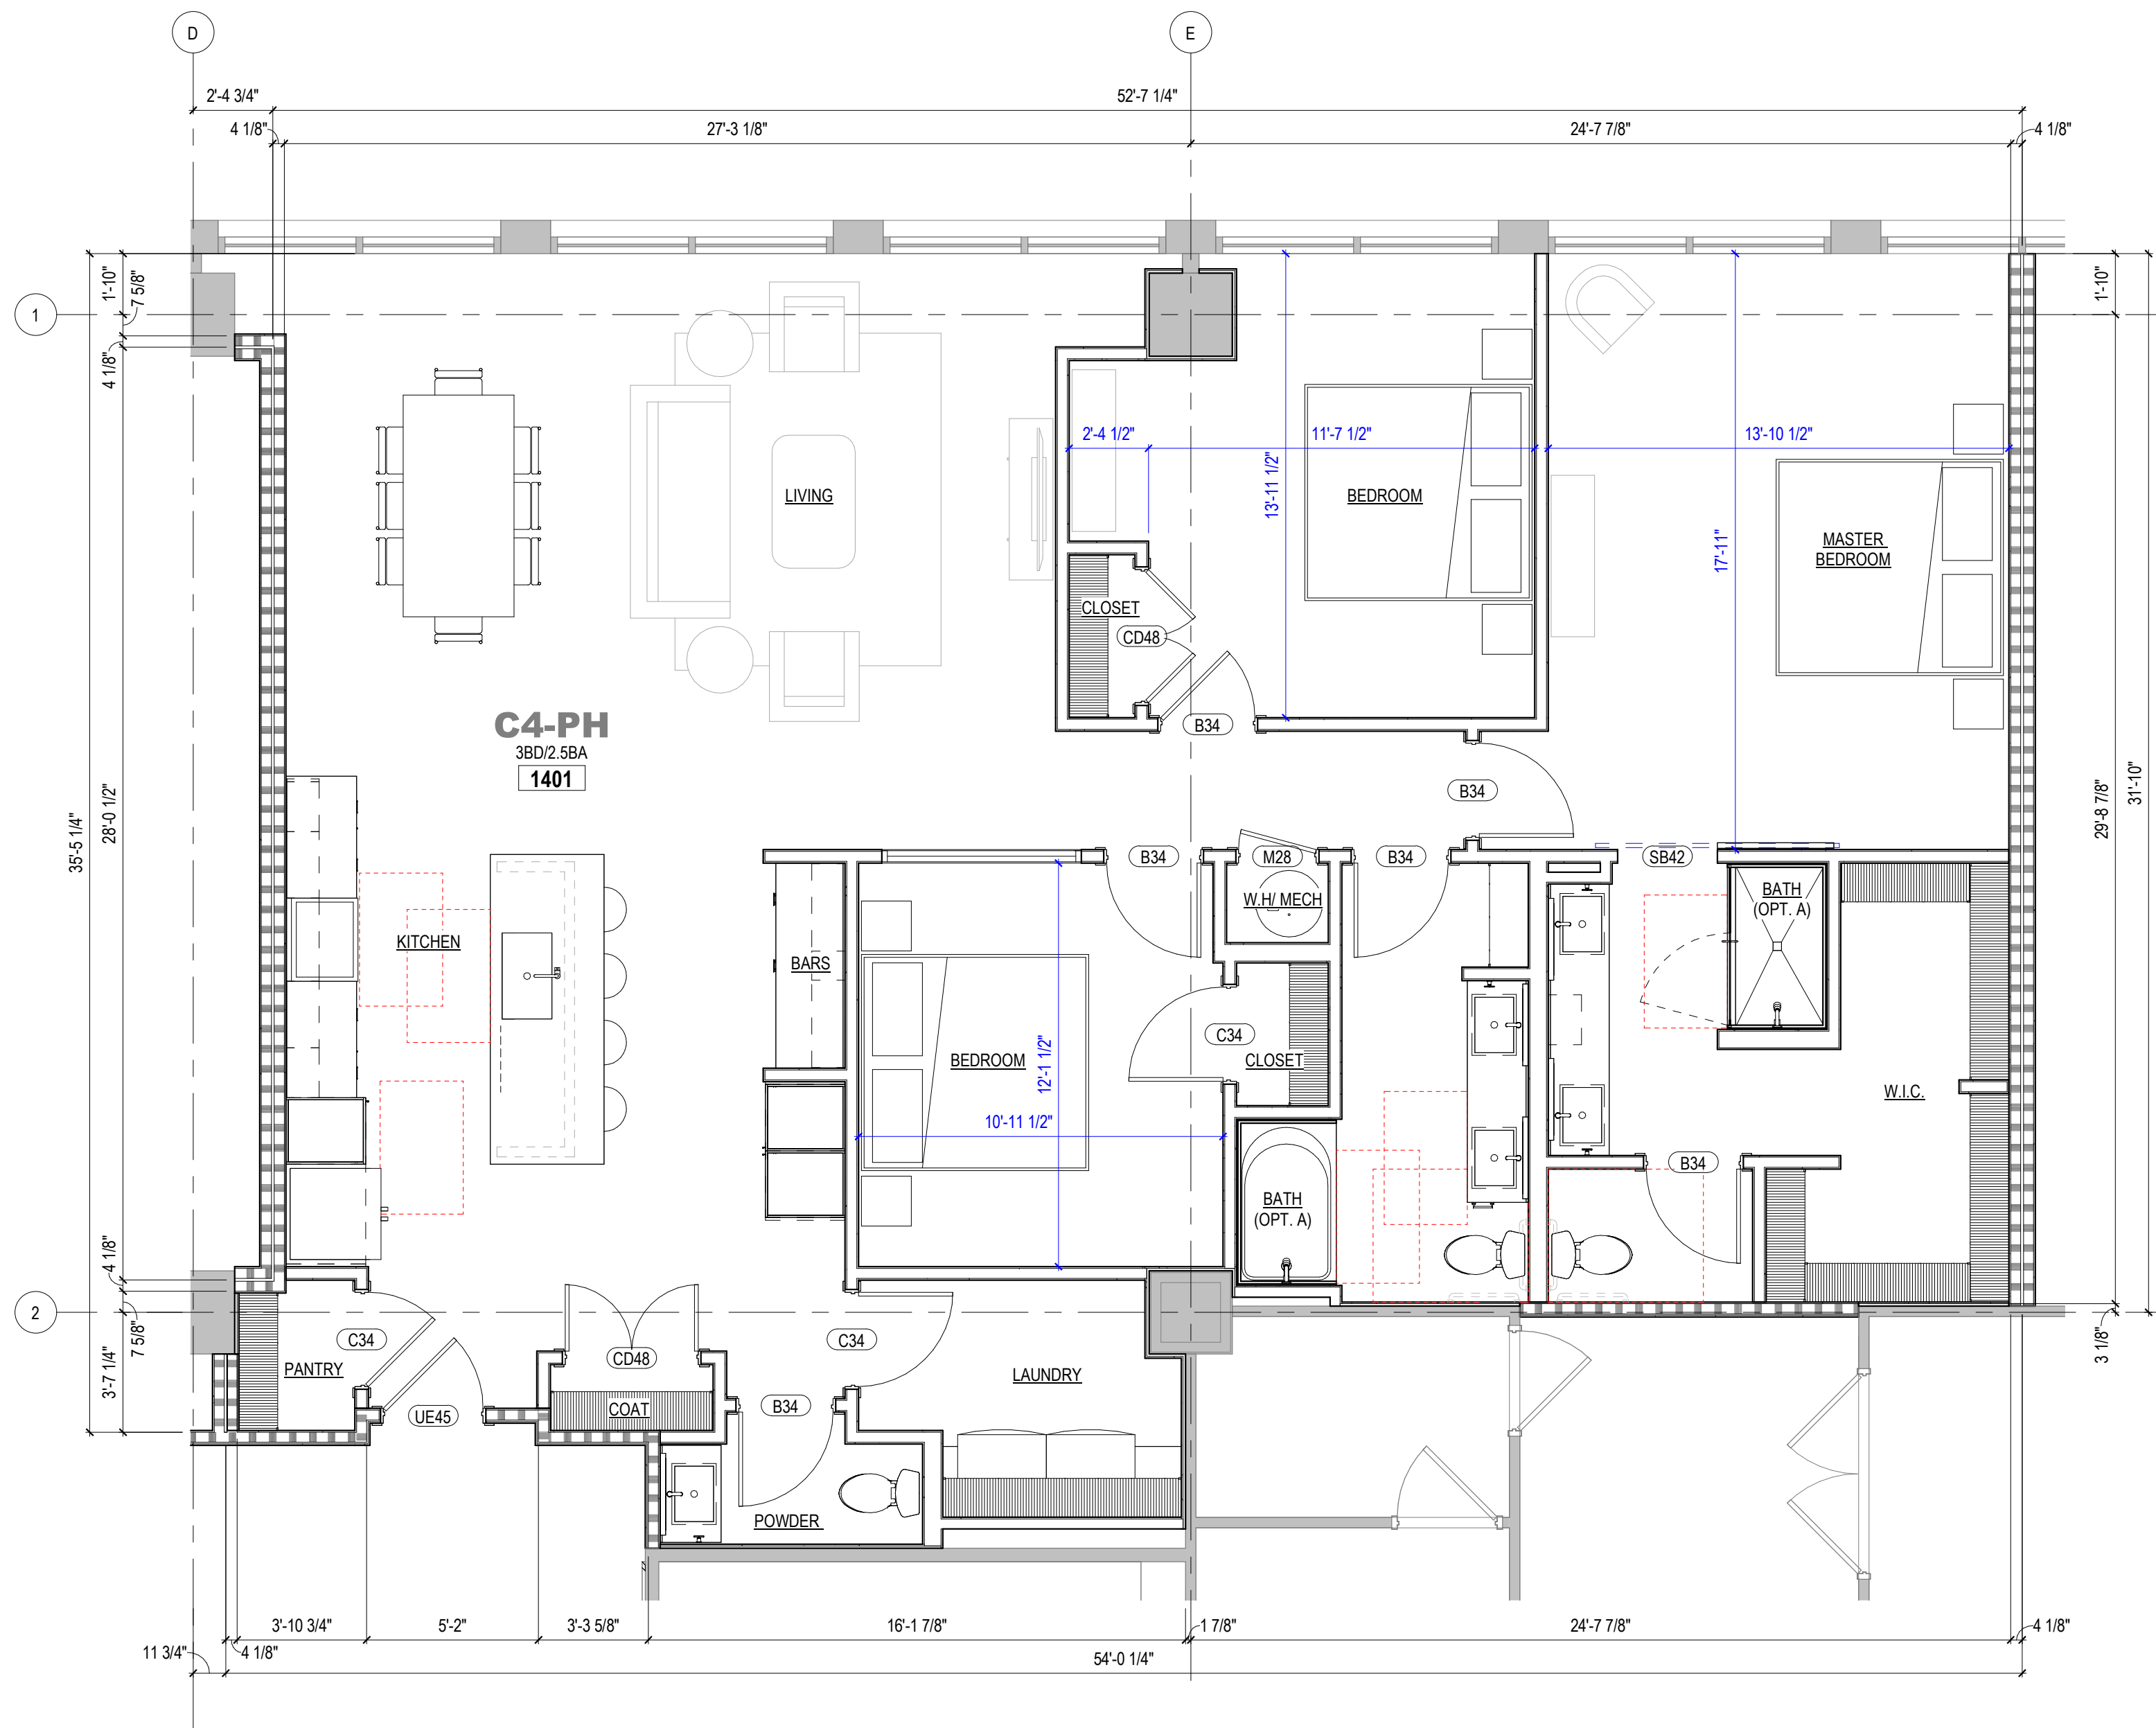 D
E
2'-4 3/4"
52'-7 1/4"
4 1/8"
27'-3 1/8"
24'-7 7/8"
4 1/8"
1'-10"
7 5/8"
1'-10"
1
4 1/8"
2'-4 1/2"
11'-7 1/2"
13'-10 1/2"
13'-11 1/2"
LIVING
BEDROOM
17'-11"
MASTER
BEDROOM
CLOSET
CD48
C4-PH
B34
3BD/2.5BA
1401
B34
35'-5 1/4"
28'-0 1/2"
29'-8 7/8"
31'-10"
B34
M28
B34
SB42
W.H/ MECH
BATH
(OPT. A)
KITCHEN
BARS
C34
BEDROOM
12'-1 1/2"
CLOSET
W.I.C.
10'-11 1/2"
B34
BATH
(OPT. A)
4 1/8"
2
7 5/8"
3'-7 1/4"
3 1/8"
C34
PANTRY
CD48
C34
LAUNDRY
UE45
COAT
B34
POWDER
3'-10 3/4"
5'-2"
3'-3 5/8"
16'-1 7/8"
1 7/8"
24'-7 7/8"
4 1/8"
11 3/4"
4 1/8"
54'-0 1/4"